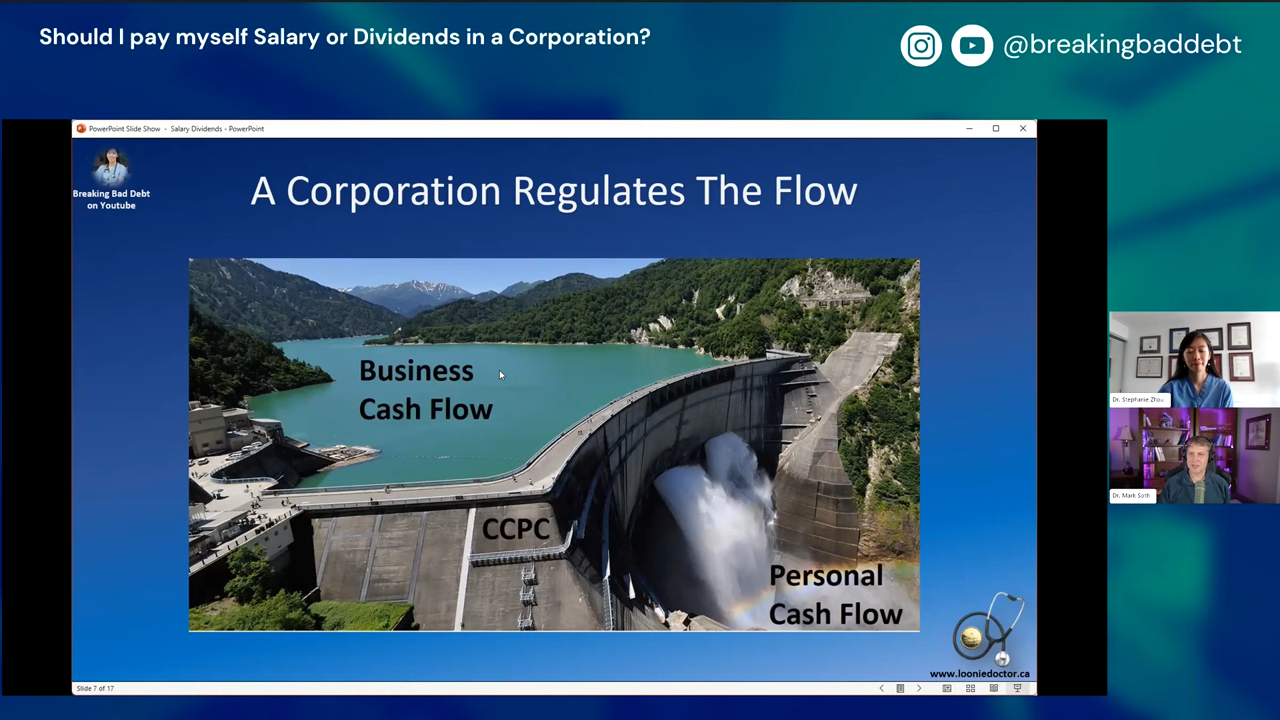 Should I pay myself Salary or Dividends in a Corporation?
@breakingbaddebt
PowerPoint Slide Show - Salary Dividends - PowerPoint
Breaking Bad Debt
on Youtube
A Corporation Regulates The Flow
Business
Cash Flow
CCPC
Personal
Cash Flow
Dr. Stephanie Zhou
Dr. Mark Soth
www.looniedoctor.ca
Slide 7 of 17